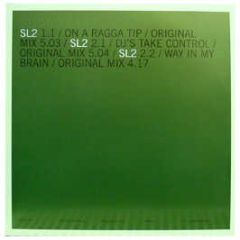 SL2 1.1 / ON A RAGGA TIP / ORIGINAL
MIX 5.03 / SL2 2.1 / DJ'S TAKE CONTROL /
ORIGINAL MIX 5.04 / SL2 2.2 / WAY IN MY
BRAIN / ORIGINAL MIX 4.17